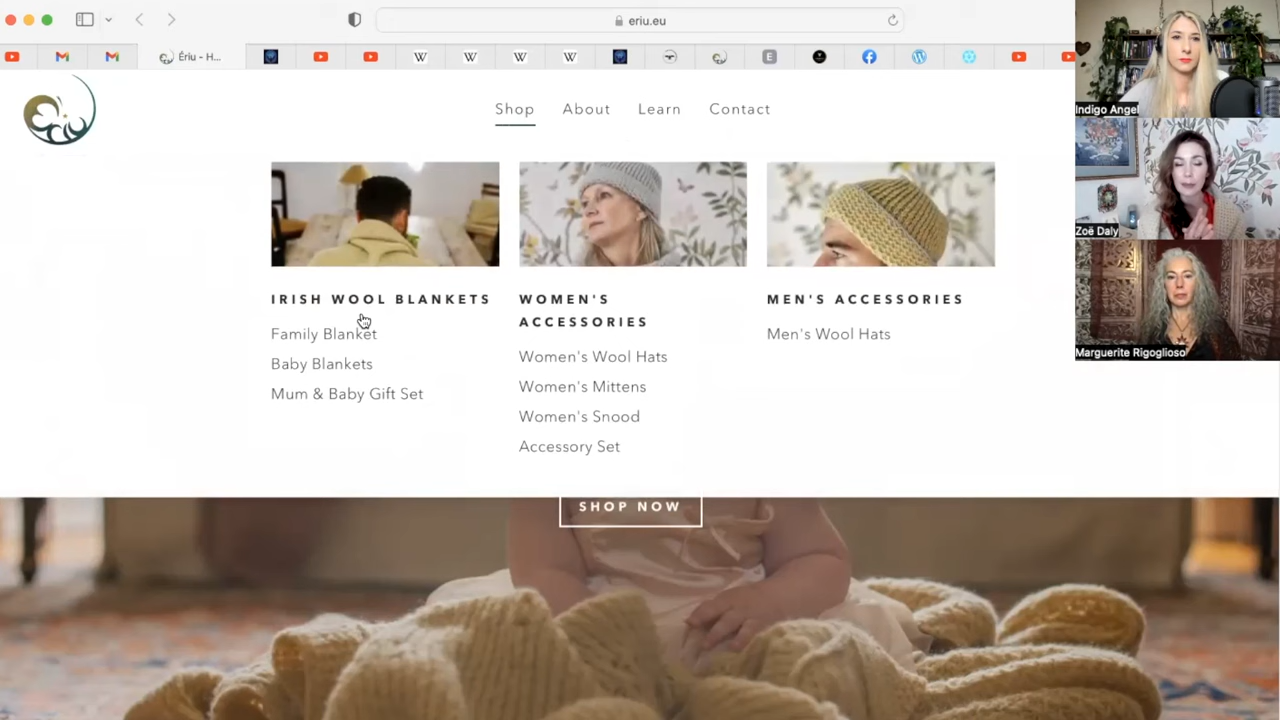 eriu.eu
Ériu - H...
Shop
About
Learn
Contact
IRISH WOOL BLANKETS
Family Blanket
Baby Blankets
Mum & Baby Gift Set
WOMEN'S
ACCESSORIES
Women's Wool Hats
Women's Mittens
Women's Snood
Accessory Set
MEN'S ACCESSORIES
Men's Wool Hats
SHOP NOW
Indigo Angel
Zoë Daly
Marguerite Rigoglioso